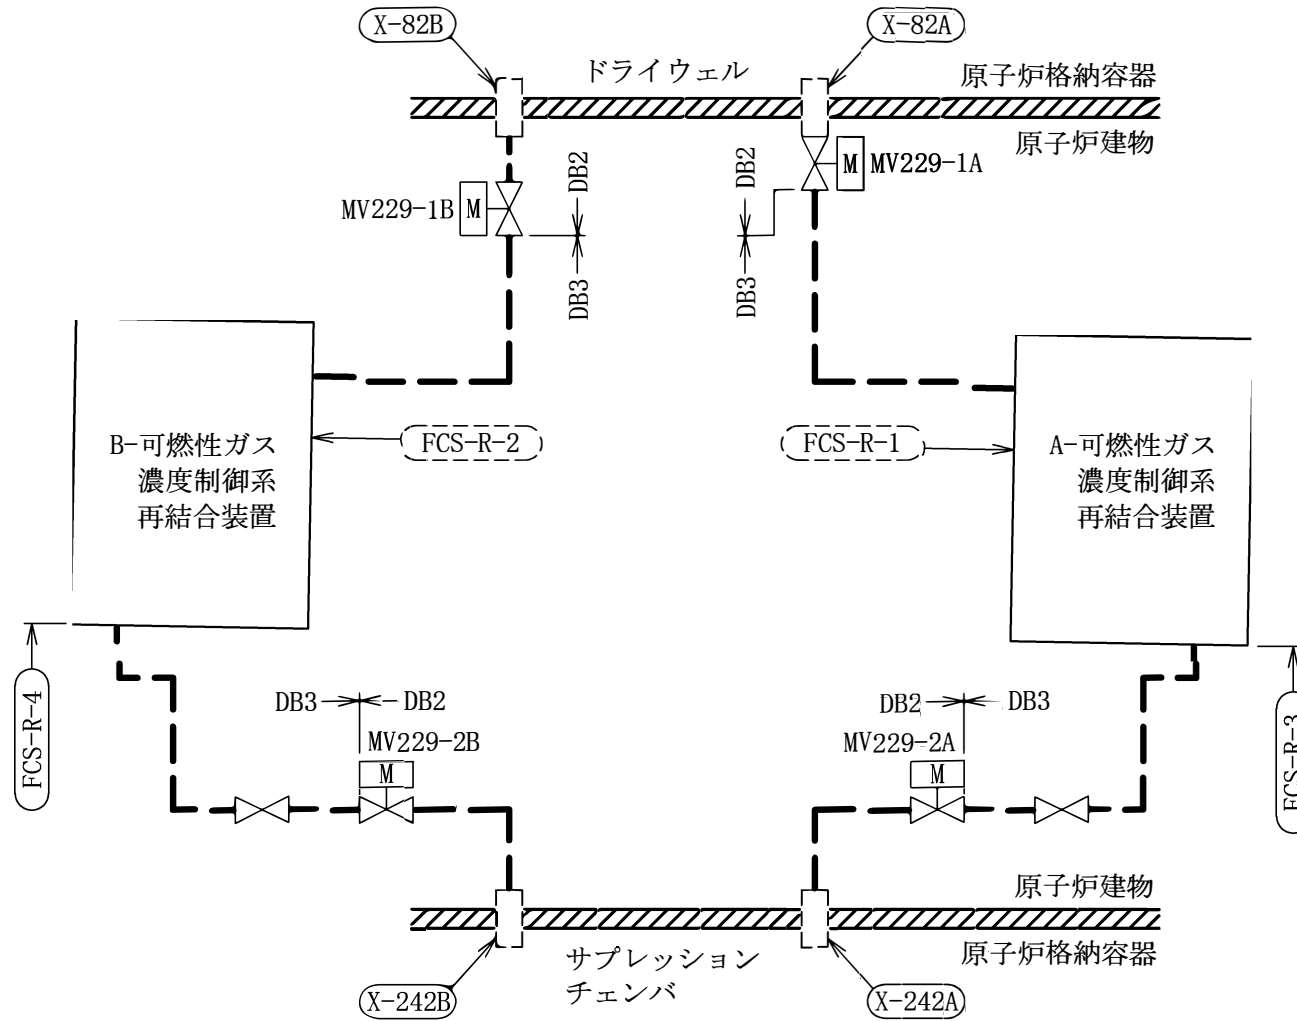 X-82B
X-82A
ドライウェル
原子炉格納容器
原子炉建物
DB2
DB2
M
MV229-1A
MV229-1B
M
DB3
DB3
B-可燃性ガス
濃度制御系
再結合装置
FCS-R-2
FCS-R-1
A-可燃性ガス
濃度制御系
再結合装置
FCS-R-4
DB3
DB2
DB2
DB3
MV229-2B
MV229-2A
M
M
FCS-R-3
原子炉建物
サプレッション
チェンバ
原子炉格納容器
X-242B
X-242A